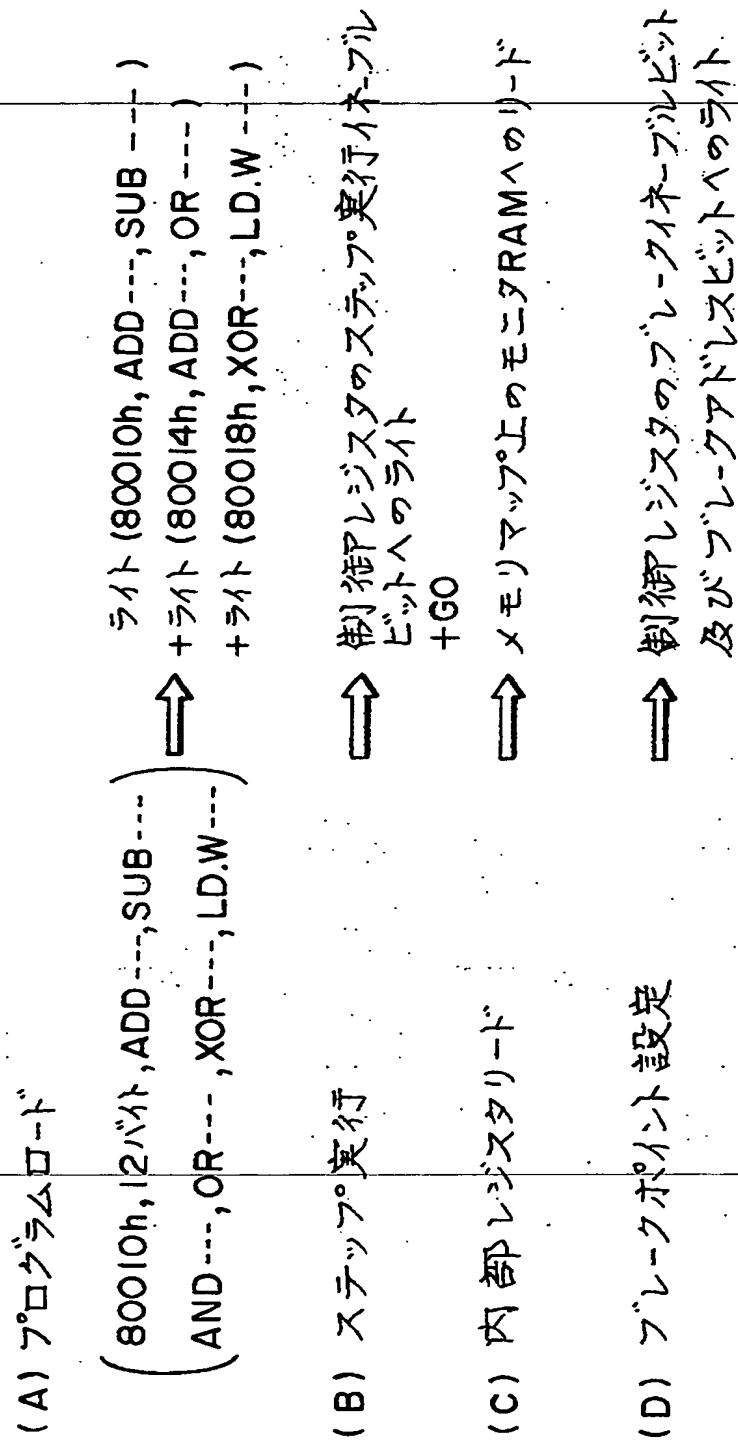 (A) プログラムロード
(80010h, 12バイト, ADD---, SUB---
AND---, OR---, XOR---, LD.W---)
⇒ ライト (80010h, ADD---, SUB---)
+ライト (80014h, ADD---, OR---)
+ライト (80018h, XOR---, LD.W---)
(B) ステップ実行
⇒ 制御レジスタのステップ実行イネーブル
ビットへのライト
+GO
(C) 内部レジスタリード
⇒ メモリマップ上のモニタRAMへのリード
(D) ブレークポイント設定
⇒ 制御レジスタのブレークイネーブルビット
及びブレークアドレスビットへのライト